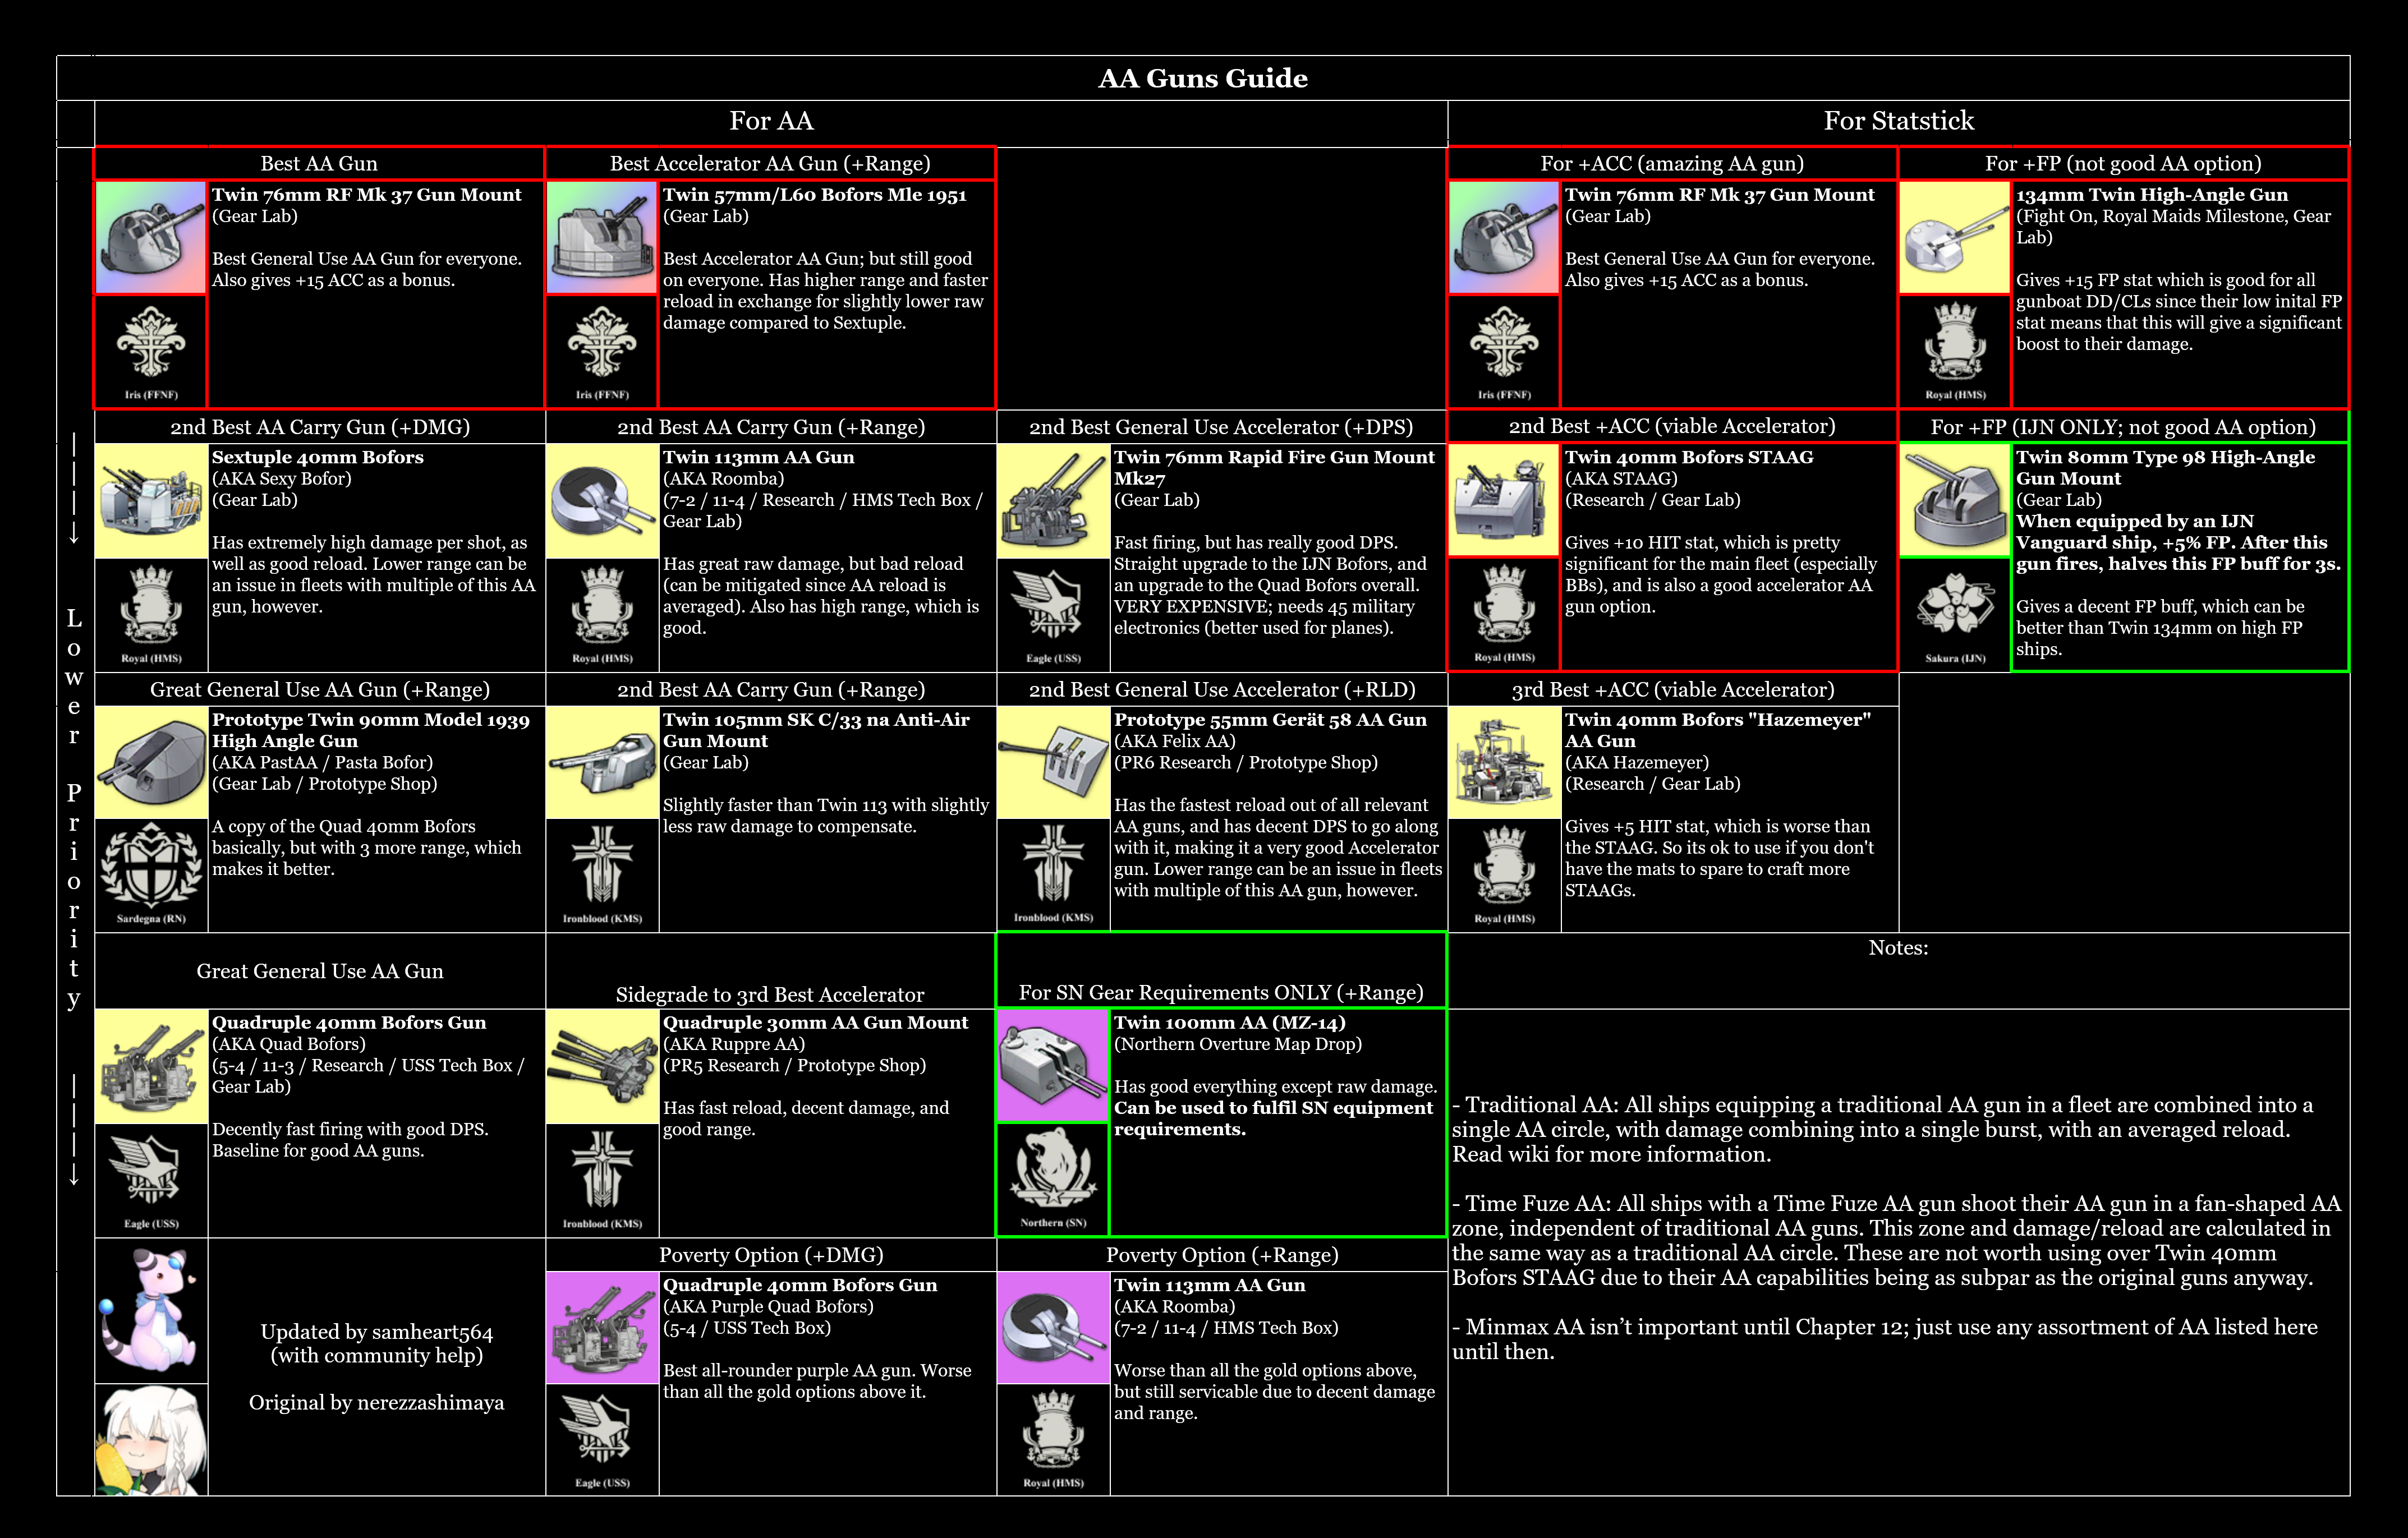 AA Guns Guide
For AA
For Statstick
Lower Priority
Best AA Gun
Twin 76mm RF Mk 37 Gun Mount
(Gear Lab)
Best General Use AA Gun for everyone.
Also gives +15 ACC as a bonus.
Iris (FFNF)
Best Accelerator AA Gun (+Range)
Twin 57mm/L60 Bofors Mle 1951
(Gear Lab)
Best Accelerator AA Gun; but still good
on everyone. Has higher range and faster
reload in exchange for slightly lower raw
damage compared to Sextuple.
Iris (FFNF)
For +ACC (amazing AA gun)
Twin 76mm RF Mk 37 Gun Mount
(Gear Lab)
Best General Use AA Gun for everyone.
Also gives +15 ACC as a bonus.
Iris (FFNF)
For +FP (not good AA option)
134mm Twin High-Angle Gun
(Fight On, Royal Maids Milestone, Gear
Lab)
Gives +15 FP stat which is good for all
gunboat DD/CLs since their low inital FP
stat means that this will give a significant
boost to their damage.
Royal (HMS)
2nd Best AA Carry Gun (+DMG)
Sextuple 40mm Bofors
(AKA Sexy Bofor)
(Gear Lab)
Has extremely high damage per shot, as
well as good reload. Lower range can be
an issue in fleets with multiple of this AA
gun, however.
Royal (HMS)
2nd Best AA Carry Gun (+Range)
Twin 113mm AA Gun
(AKA Roomba)
(7-2 / 11-4 / Research / HMS Tech Box /
Gear Lab)
Has great raw damage, but bad reload
(can be mitigated since AA reload is
averaged). Also has high range, which is
good.
Royal (HMS)
2nd Best General Use Accelerator (+DPS)
Twin 76mm Rapid Fire Gun Mount
Mk27
(Gear Lab)
Fast firing, but has really good DPS.
Straight upgrade to the IJN Bofors, and
an upgrade to the Quad Bofors overall.
VERY EXPENSIVE; needs 45 military
electronics (better used for planes).
Eagle (USS)
2nd Best +ACC (viable Accelerator)
Twin 40mm Bofors STAAG
(AKA STAAG)
(Research / Gear Lab)
Gives +10 HIT stat, which is pretty
significant for the main fleet (especially
BBs), and is also a good accelerator AA
gun option.
Royal (HMS)
For +FP (IJN ONLY; not good AA option)
Twin 80mm Type 98 High-Angle
Gun Mount
(Gear Lab)
When equipped by an IJN
Vanguard ship, +5% FP. After this
gun fires, halves this FP buff for 3s.
Gives a decent FP buff, which can be
better than Twin 134mm on high FP
ships.
Sakura (IJN)
Great General Use AA Gun (+Range)
Prototype Twin 90mm Model 1939
High Angle Gun
(AKA PastAA / Pasta Bofor)
(Gear Lab / Prototype Shop)
A copy of the Quad 40mm Bofors
basically, but with 3 more range, which
makes it better.
Sardegna (RN)
2nd Best AA Carry Gun (+Range)
Twin 105mm SK C/33 na Anti-Air
Gun Mount
(Gear Lab)
Slightly faster than Twin 113 with slightly
less raw damage to compensate.
Ironblood (KMS)
2nd Best General Use Accelerator (+RLD)
Prototype 55mm Gerät 58 AA Gun
(AKA Felix AA)
(PR6 Research / Prototype Shop)
Has the fastest reload out of all relevant
AA guns, and has decent DPS to go along
with it, making it a very good Accelerator
gun. Lower range can be an issue in fleets
with multiple of this AA gun, however.
Ironblood (KMS)
3rd Best +ACC (viable Accelerator)
Twin 40mm Bofors "Hazemeyer"
AA Gun
(AKA Hazemeyer)
(Research / Gear Lab)
Gives +5 HIT stat, which is worse than
the STAAG. So its ok to use if you don't
have the mats to spare to craft more
STAAGs.
Royal (HMS)
Great General Use AA Gun
Quadruple 40mm Bofors Gun
(AKA Quad Bofors)
(5-4 / 11-3 / Research / USS Tech Box /
Gear Lab)
Decently fast firing with good DPS.
Baseline for good AA guns.
Eagle (USS)
Sidegrade to 3rd Best Accelerator
Quadruple 30mm AA Gun Mount
(AKA Ruppre AA)
(PR5 Research / Prototype Shop)
Has fast reload, decent damage, and
good range.
Ironblood (KMS)
For SN Gear Requirements ONLY (+Range)
Twin 100mm AA (MZ-14)
(Northern Overture Map Drop)
Has good everything except raw damage.
Can be used to fulfil SN equipment
requirements.
Northern (SN)
Notes:
- Traditional AA: All ships equipping a traditional AA gun in a fleet are combined into a
single AA circle, with damage combining into a single burst, with an averaged reload.
Read wiki for more information.
- Time Fuze AA: All ships with a Time Fuze AA gun shoot their AA gun in a fan-shaped AA
zone, independent of traditional AA guns. This zone and damage/reload are calculated in
the same way as a traditional AA circle. These are not worth using over Twin 40mm
Bofors STAAG due to their AA capabilities being as subpar as the original guns anyway.
- Minmax AA isn’t important until Chapter 12; just use any assortment of AA listed here
until then.
Updated by samheart564
(with community help)
Original by nerezzashimaya
Poverty Option (+DMG)
Quadruple 40mm Bofors Gun
(AKA Purple Quad Bofors)
(5-4 / USS Tech Box)
Best all-rounder purple AA gun. Worse
than all the gold options above it.
Eagle (USS)
Poverty Option (+Range)
Twin 113mm AA Gun
(AKA Roomba)
(7-2 / 11-4 / HMS Tech Box)
Worse than all the gold options above,
but still servicable due to decent damage
and range.
Royal (HMS)